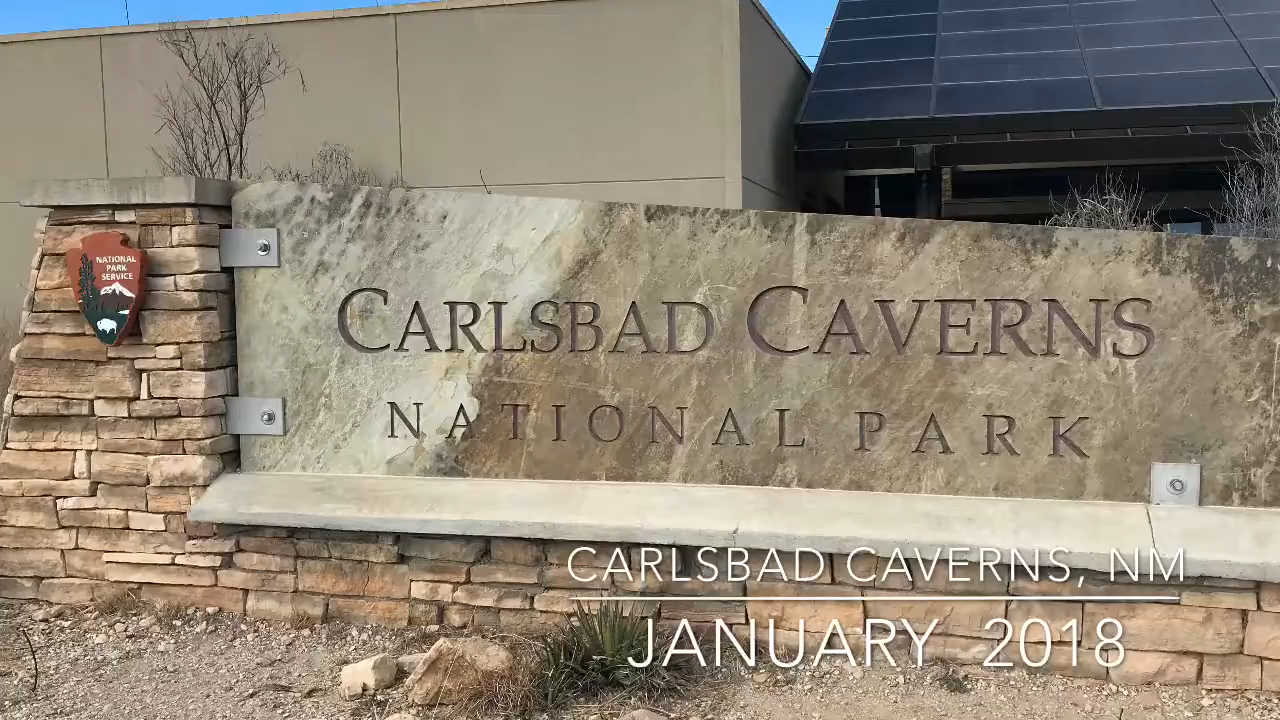 NATIONAL
PARK
SERVICE
CARLSBAD CAVERNS
NATIONAL PARK
CARLSBAD CAVERNS, NM
JANUARY 2018